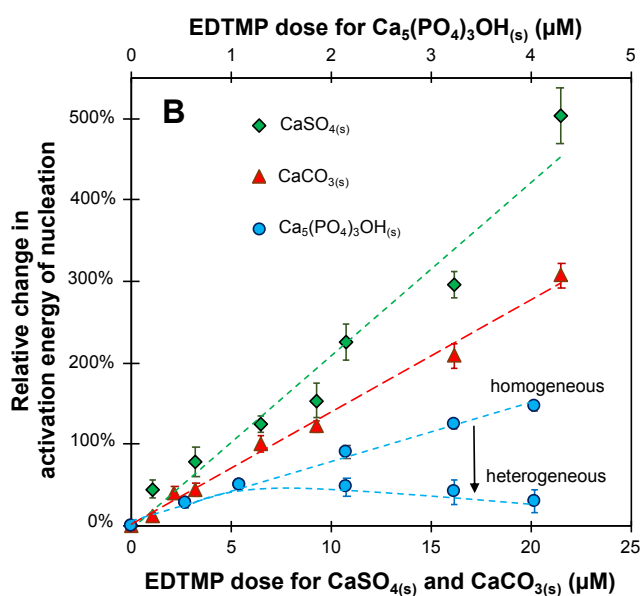 EDTMP dose for Ca5(PO4)3OH(s) (µM)
0 1 2 3 4 5
B
500%
400%
300%
200%
100%
0%
Relative change in
activation energy of nucleation
CaSO4(s)
CaCO3(s)
Ca5(PO4)3OH(s)
homogeneous
heterogeneous
0 5 10 15 20 25
EDTMP dose for CaSO4(s) and CaCO3(s) (µM)